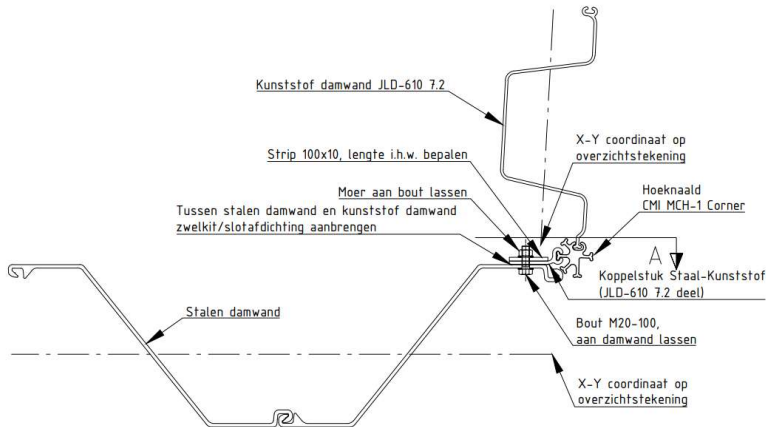 Kunststof damwand JLD-610 7.2
X-Y coordinaat op
overzichtstekening
Strip 100x10, lengte i.h.w. bepalen
Moer aan bout lassen
Hoeknaald
CMI MCH-1 Corner
Tussen stalen damwand en kunststof damwand
zwelkit/slotafdichting aanbrengen
A
Koppelstuk Staal-Kunststof
(JLD-610 7.2 deel)
Stalen damwand
Bout M20-100,
aan damwand lassen
X-Y coordinaat op
overzichtstekening